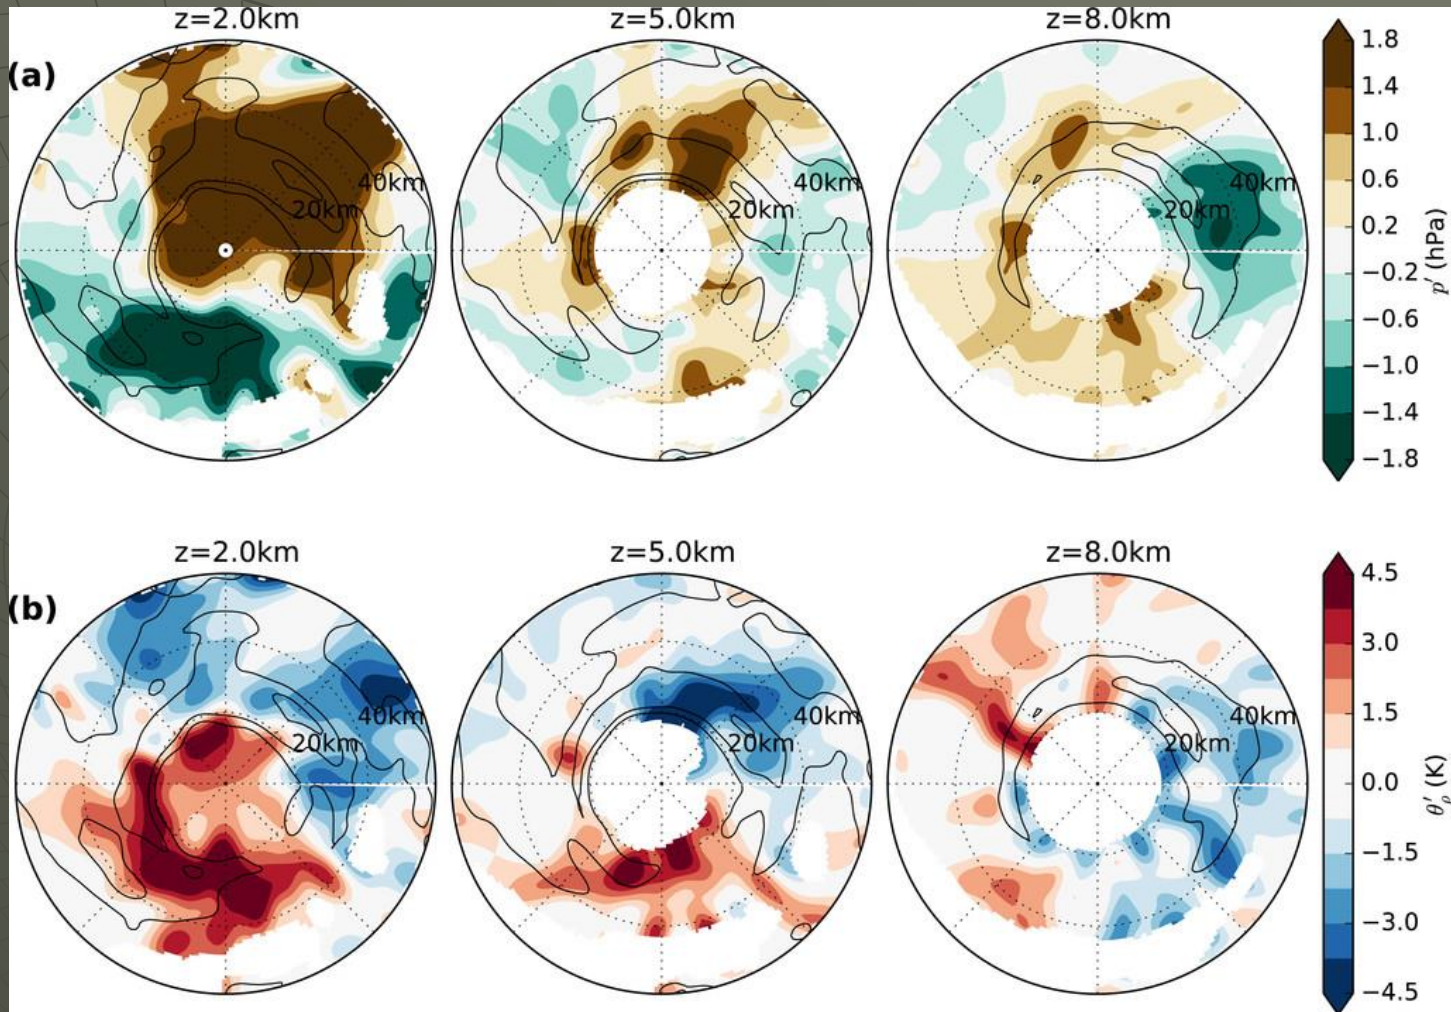 z=2.0km z=5.0km z=8.0km
(a)
40km 40km 40km
20km 20km 20km
1.8
1.4
1.0
0.6
0.2
−0.2
−0.6
−1.0
−1.4
−1.8
p′ (hPa)
z=2.0km z=5.0km z=8.0km
(b)
40km 40km 40km
20km 20km 20km
4.5
3.0
1.5
0.0
−1.5
−3.0
−4.5
θ′ρ (K)